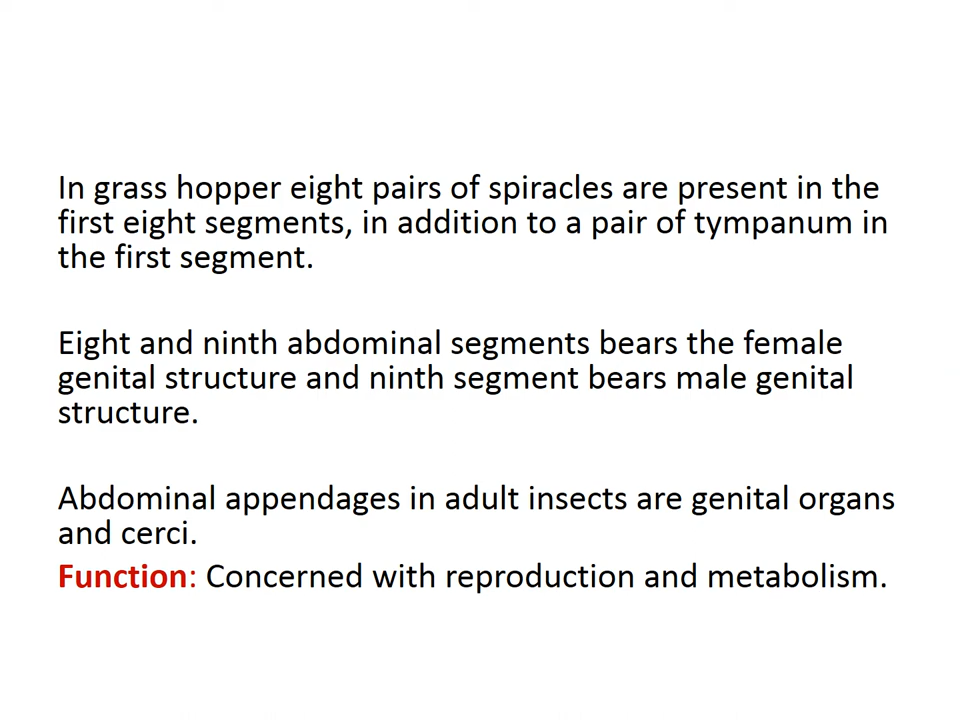 In grass hopper eight pairs of spiracles are present in the
first eight segments, in addition to a pair of tympanum in
the first segment.
Eight and ninth abdominal segments bears the female
genital structure and ninth segment bears male genital
structure.
Abdominal appendages in adult insects are genital organs
and cerci.
Function: Concerned with reproduction and metabolism.